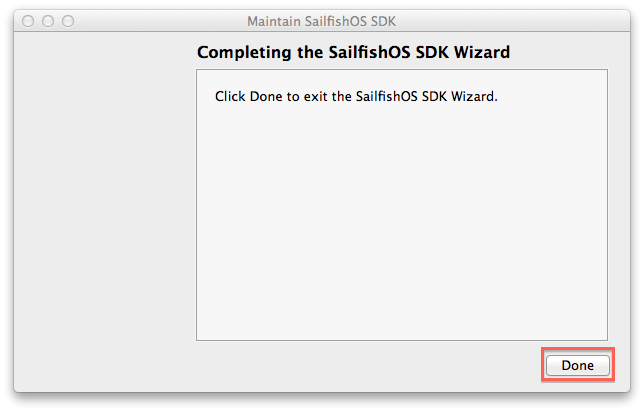 Maintain SailfishOS SDK
Completing the SailfishOS SDK Wizard
Click Done to exit the SailfishOS SDK Wizard.
Done